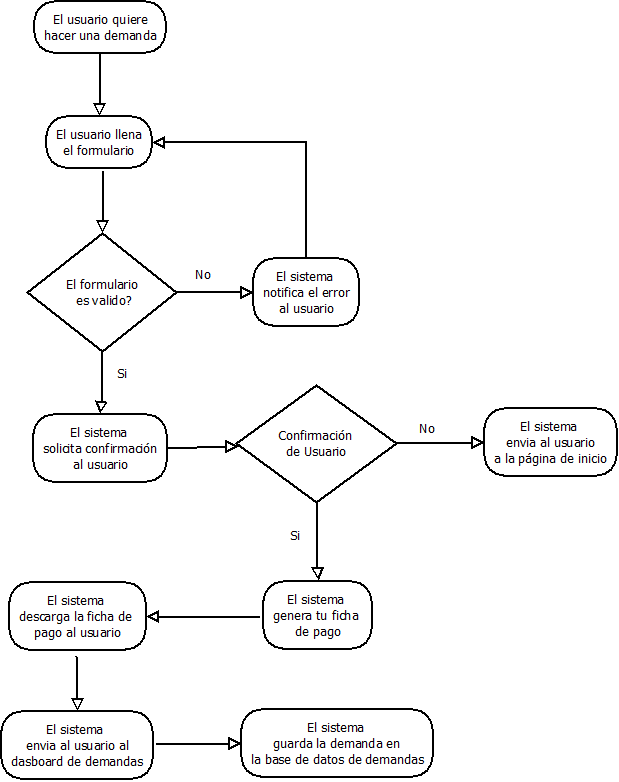 El usuario quiere
hacer una demanda
El usuario llena
el formulario
El formulario
es valido?
No
El sistema
notifica el error
al usuario
Si
El sistema
solicita confirmación
al usuario
Confirmación
de Usuario
No
El sistema
envia al usuario
a la página de inicio
Si
El sistema
genera tu ficha
de pago
El sistema
descarga la ficha de
pago al usuario
El sistema
envia al usuario al
dasboard de demandas
El sistema
guarda la demanda en
la base de datos de demandas